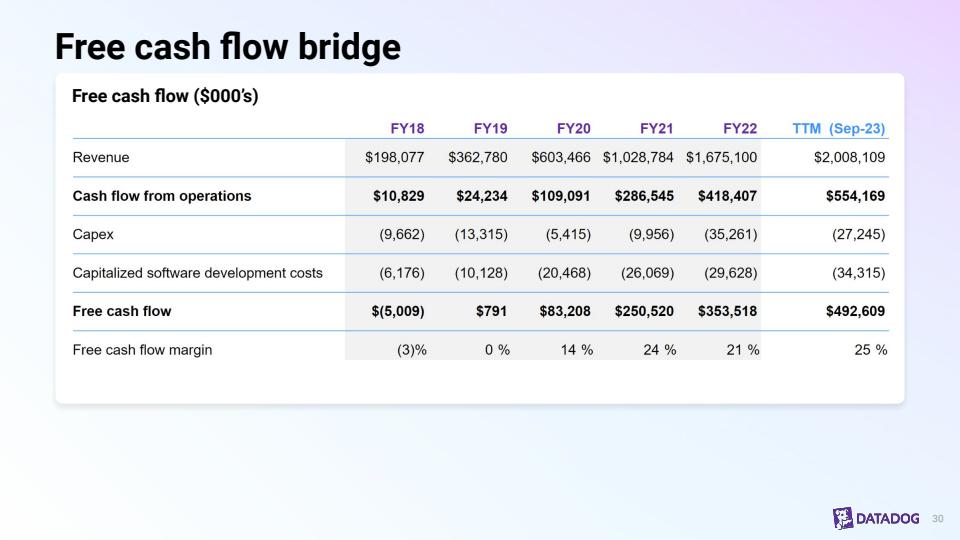 Free cash flow bridge
Free cash flow ($000's)
FY18 FY19 FY20 FY21 FY22 TTM (Sep-23)
Revenue $198,077 $362,780 $603,466 $1,028,784 $1,675,100 $2,008,109
Cash flow from operations $10,829 $24,234 $109,091 $286,545 $418,407 $554,169
Capex (9,662) (13,315) (5,415) (9,956) (35,261) (27,245)
Capitalized software development costs (6,176) (10,128) (20,468) (26,069) (29,628) (34,315)
Free cash flow $(5,009) $791 $83,208 $250,520 $353,518 $492,609
Free cash flow margin (3)% 0 % 14 % 24 % 21 % 25 %
DATADOG 30